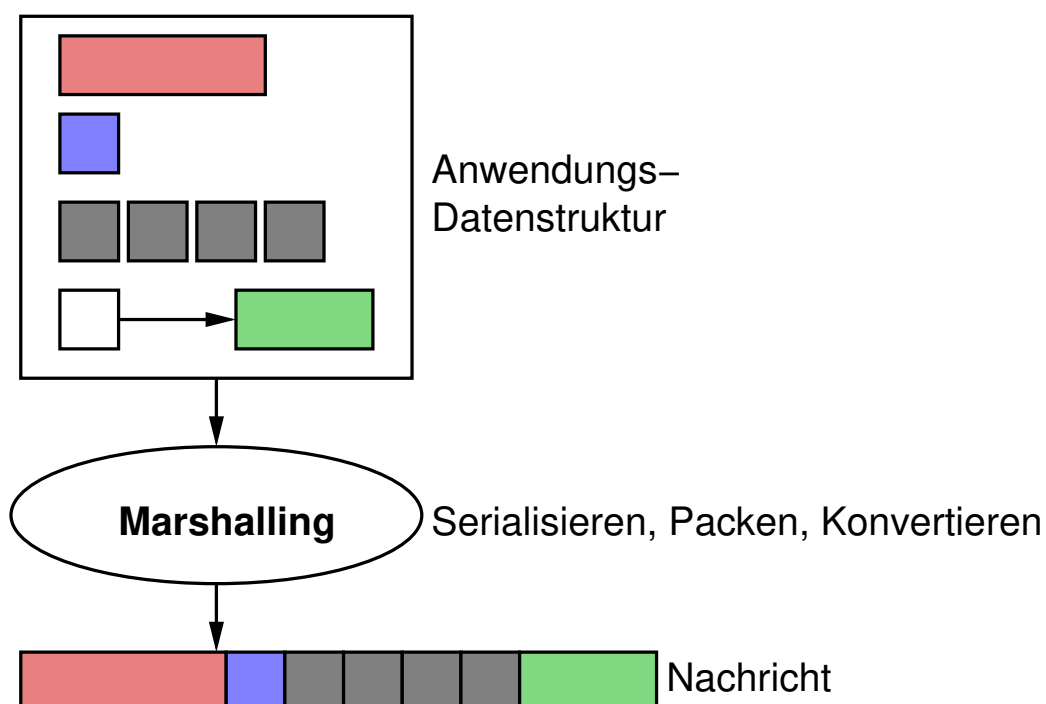 Anwendungs−
Datenstruktur
Marshalling
Serialisieren, Packen, Konvertieren
Nachricht